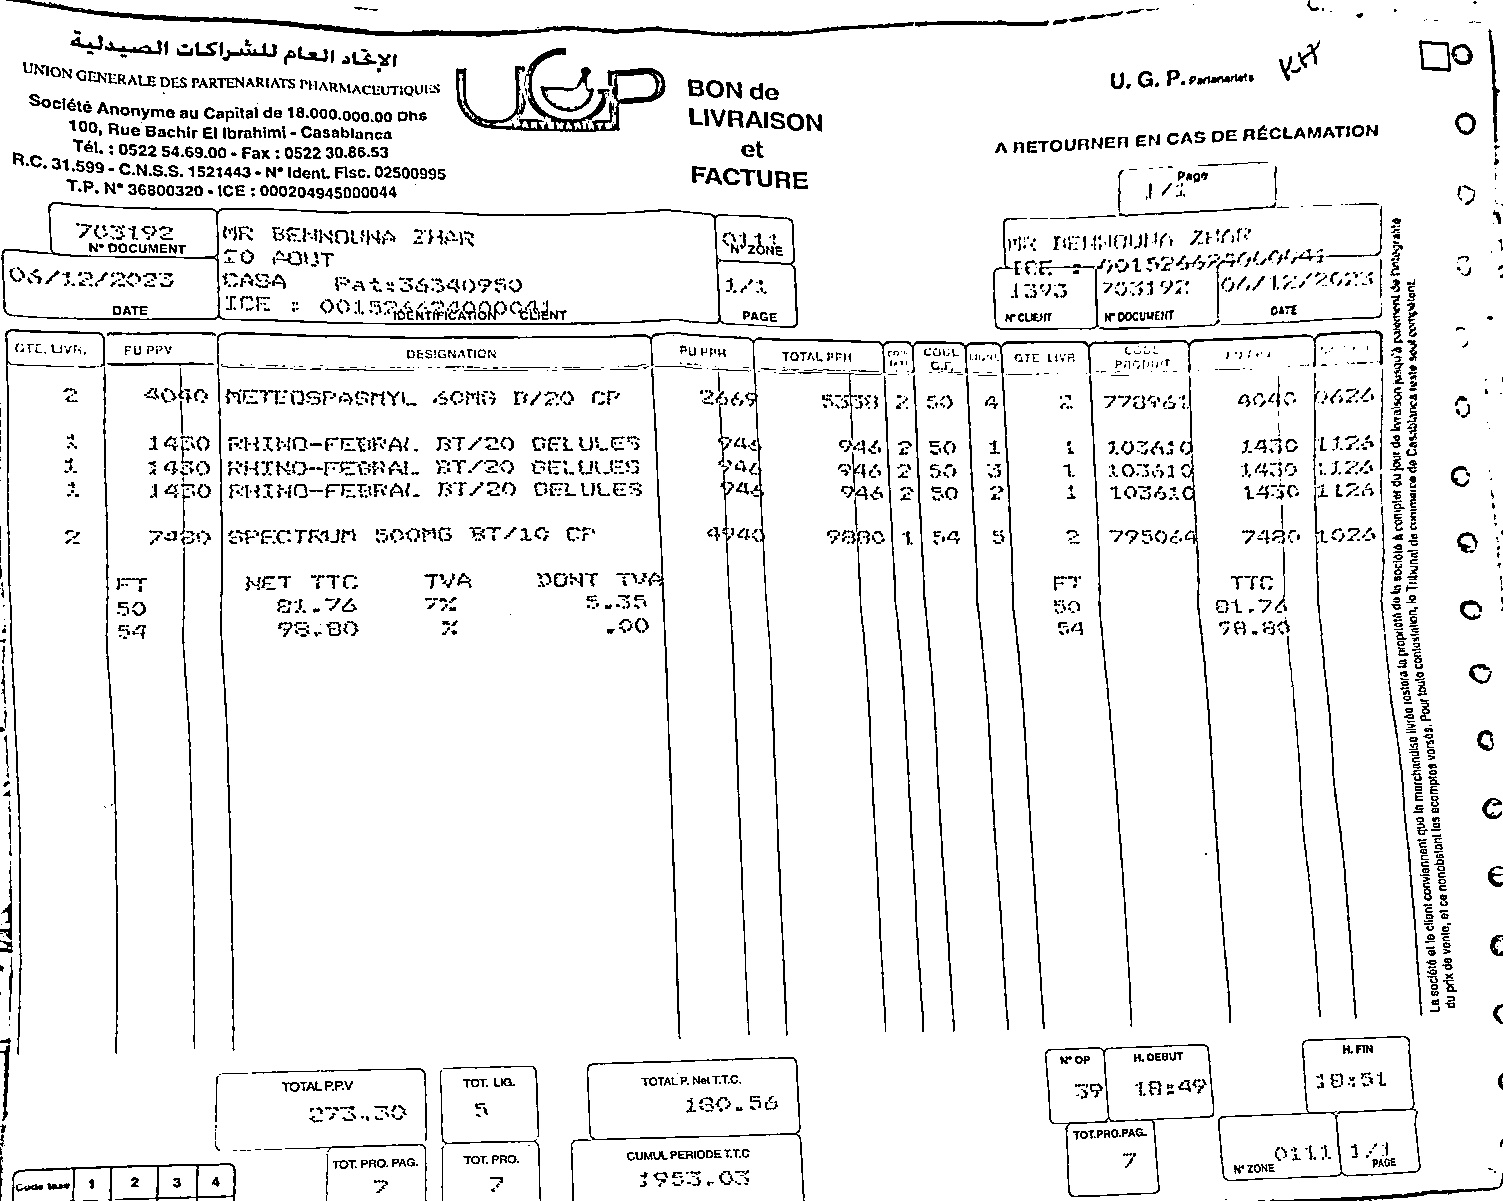 الإتحاد العام للشراكات الصيدلية
UNION GENERALE DES PARTENARIATS PHARMACEUTIQUES
Société Anonyme au Capital de 18.000.000.00 Dhs
100, Rue Bachir El Ibrahimi - Casablanca
Tél. : 0522 54.69.00 - Fax : 0522 30.86.53
R.C. 31.599 - C.N.S.S. 1521443 - N° Ident. Fisc. 02500995
T.P. N° 36800320 - ICE : 000204945000044
UGP
PARTENARIATS
BON de
LIVRAISON
et
FACTURE
U. G. P. Partenariats
A RETOURNER EN CAS DE RÉCLAMATION
Page
1/1
703192
N° DOCUMENT
06/12/2023
DATE
MR BENNOUNA ZHAR
10 AOUT
CASA Pat:36340950
ICE : 001526624000041
IDENTIFICATION CLIENT
0111
N° ZONE
1/1
PAGE
MR BENNOUNA ZHAR
ICE : 001526624000041
1393 703192 06/12/2023
N° CLIENT N° DOCUMENT DATE
QTE. LIVR. PU PPV DESIGNATION PU PPH TOTAL PPH CODE G.F. QTE LIVR CODE PRODUIT
2 4040 METEOSPASMYL 60MG B/20 CP 2669 5338 2 50 4 2 778961 4040 0626
1 1430 RHINO-FEBRAL BT/20 GELULES 946 946 2 50 1 1 103610 1430 1126
1 1430 RHINO-FEBRAL BT/20 GELULES 946 946 2 50 3 1 103610 1430 1126
1 1430 RHINO-FEBRAL BT/20 GELULES 946 946 2 50 2 1 103610 1430 1126
2 7480 SPECTRUM 500MG BT/10 CP 4940 9880 1 54 5 2 795064 7480 1026
FT NET TTC TVA DONT TVA FT TTC
50 81.76 7% 5.35 50 81.76
54 98.80 % .00 54 98.80
La société et le client conviennent que la marchandise livrée restera la propriété de la société à compter du jour de livraison jusqu'à paiement de l'intégralité
du prix de vente, et ce nonobstant les acomptes versés. Pour toute contestation, le Tribunal de commerce de Casablanca reste seul compétent.
TOTAL P.P.V
273.30
TOT. LIG.
5
TOTAL P. Net T.T.C.
180.56
N° OP
39
H. DEBUT
18:49
H. FIN
18:51
TOT. PRO. PAG.
7
TOT. PRO.
7
CUMUL PERIODE T.T.C
1953.03
TOT.PRO.PAG.
7
N° ZONE 0111
1/1 PAGE
Code taxe 1 2 3 4